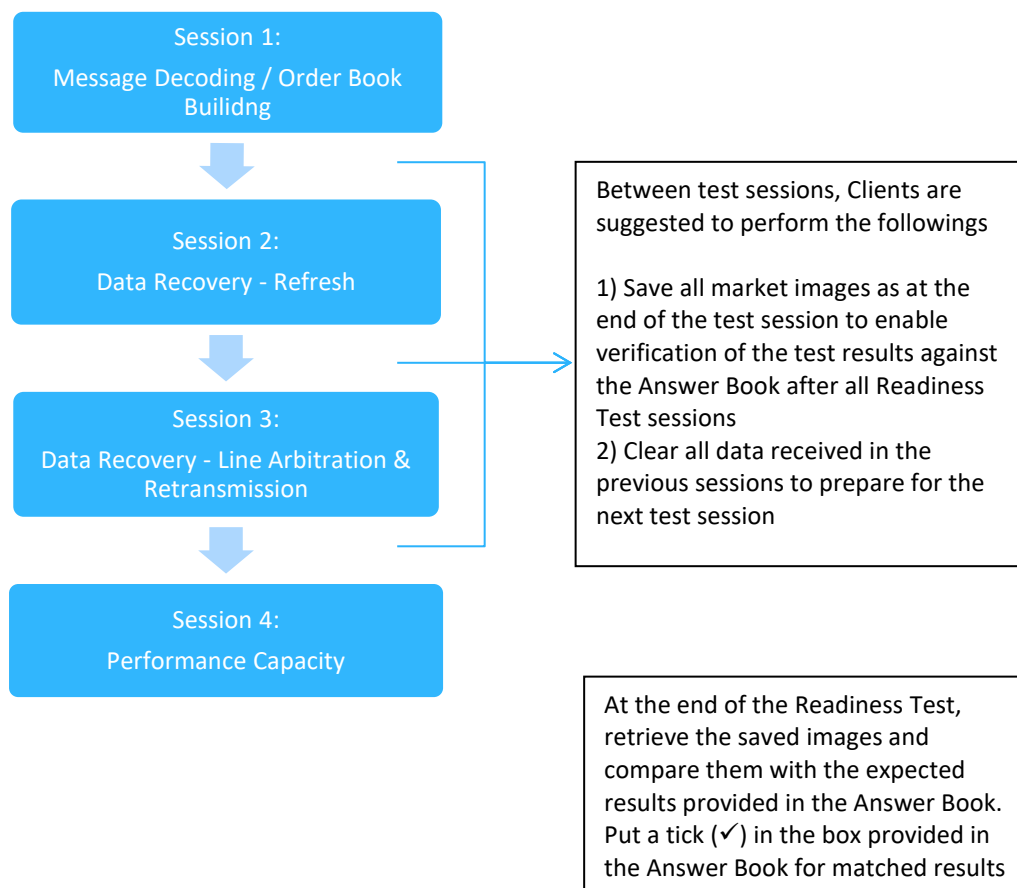 Session 1:
Message Decoding / Order Book
Builidng
Session 2:
Data Recovery - Refresh
Session 3:
Data Recovery - Line Arbitration &
Retransmission
Session 4:
Performance Capacity
Between test sessions, Clients are
suggested to perform the followings
1) Save all market images as at the
end of the test session to enable
verification of the test results against
the Answer Book after all Readiness
Test sessions
2) Clear all data received in the
previous sessions to prepare for the
next test session
At the end of the Readiness Test,
retrieve the saved images and
compare them with the expected
results provided in the Answer Book.
Put a tick (✓) in the box provided in
the Answer Book for matched results